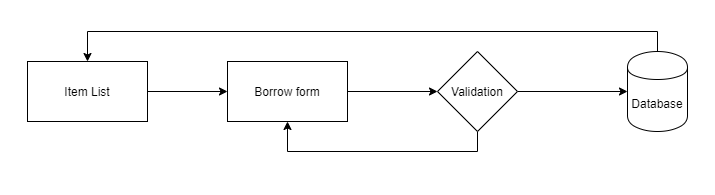 Item List
Borrow form
Validation
Database